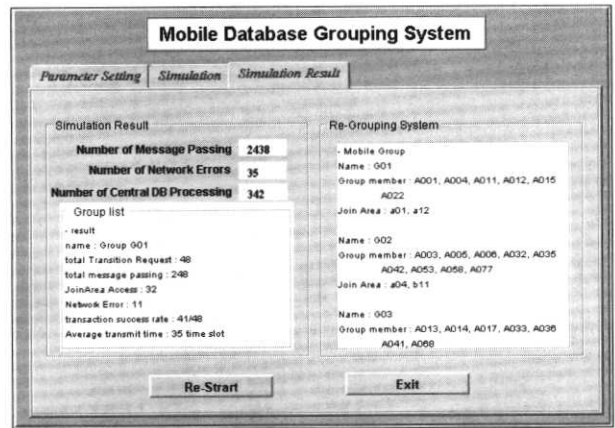 Mobile Database Grouping System
Parameter Setting
Simulation
Simulation Result
Simulation Result
Number of Message Passing 2438
Number of Network Errors 35
Number of Central DB Processing 342
Group list
- result
name : Group G01
total Transition Request : 48
total message passing : 248
JoinArea Access : 32
Network Error : 11
transaction success rate : 41/48
Average transmit time : 35 time slot
Re-Grouping System
- Mobile Group
Name : G01
Group member : A001, A004, A011, A012, A015
A022
Join Area : a01, a12
Name : G02
Group member : A003, A005, A006, A032, A035
A042, A053, A058, A077
Join Area : a04, b11
Name : G03
Group member : A013, A014, A017, A033, A036
A041, A068
Re-Strart
Exit